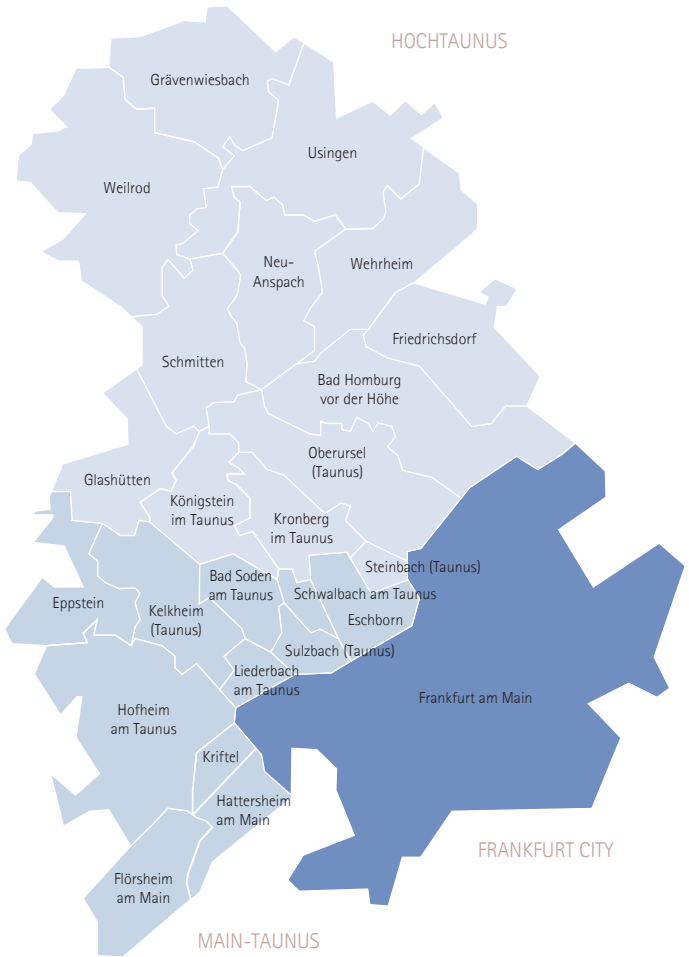 HOCHTAUNUS
Grävenwiesbach
Usingen
Weilrod
Neu-
Anspach
Wehrheim
Friedrichsdorf
Schmitten
Bad Homburg
vor der Höhe
Oberursel
(Taunus)
Glashütten
Königstein
im Taunus
Kronberg
im Taunus
Steinbach (Taunus)
Bad Soden
am Taunus
Schwalbach am Taunus
Eppstein
Kelkheim
(Taunus)
Eschborn
Sulzbach (Taunus)
Liederbach
am Taunus
Frankfurt am Main
Hofheim
am Taunus
Kriftel
Hattersheim
am Main
FRANKFURT CITY
Flörsheim
am Main
MAIN-TAUNUS